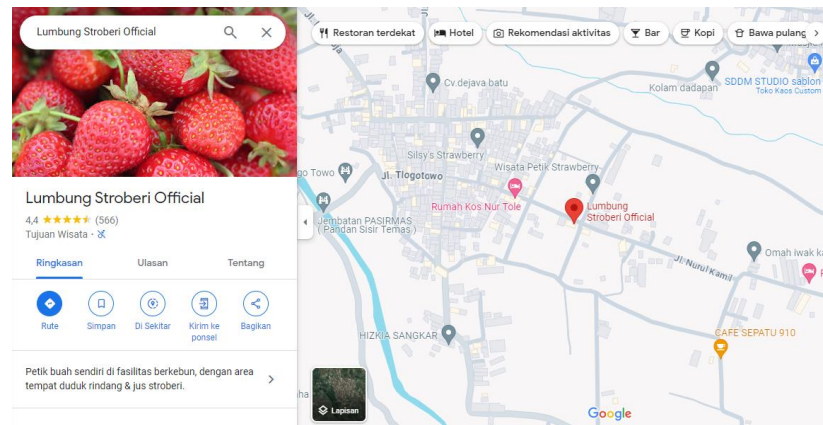 Lumbung Stroberi Official
Lumbung Stroberi Official
4,4 (566)
Tujuan Wisata ·
Ringkasan
Ulasan
Tentang
Rute
Simpan
Di Sekitar
Kirim ke
ponsel
Bagikan
Petik buah sendiri di fasilitas berkebun, dengan area
tempat duduk rindang & jus stroberi.
Restoran terdekat
Hotel
Rekomendasi aktivitas
Bar
Kopi
Bawa pulang
Cv.dejava batu
Kolam dadapan
SDDM STUDIO sablon
Toko Kaos Custom
Silsy's Strawberry
Wisata Petik Strawberry
go Towo
Jl. Tlogotowo
Rumah Kos Nur Tole
Lumbung
Stroberi Official
Jembatan PASIRMAS
( Pandan Sisir Temas )
Jl. Nurul Kamil
Omah iwak ka
HIZKIA SANGKAR
CAFE SEPATU 910
Lapisan
Google